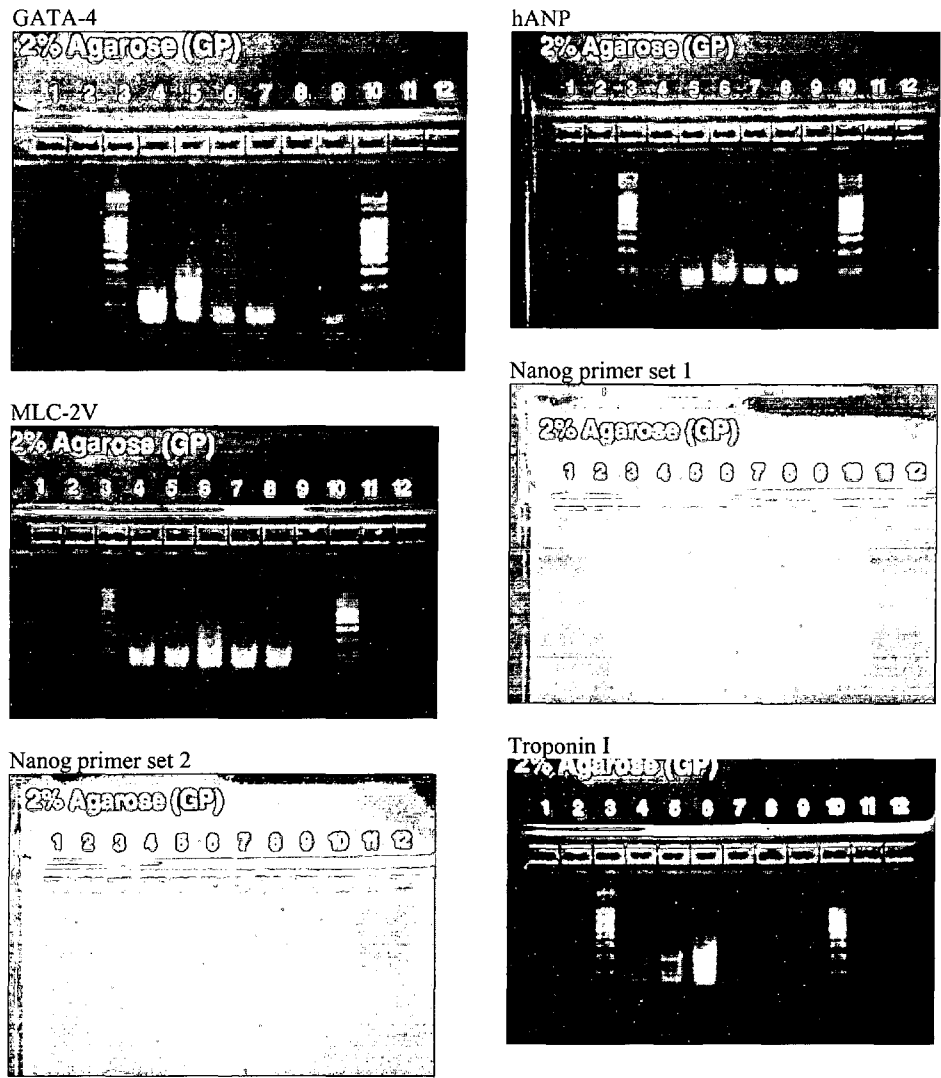 GATA-4
2% Agarose (GP)
1 2 3 4 5 6 7 8 9 10 11 12
hANP
2% Agarose (GP)
1 2 3 4 5 6 7 8 9 10 11 12
MLC-2V
2% Agarose (GP)
1 2 3 4 5 6 7 8 9 10 11 12
Nanog primer set 1
2% Agarose (GP)
1 2 3 4 5 6 7 8 9 10 11 12
Nanog primer set 2
2% Agarose (GP)
1 2 3 4 5 6 7 8 9 10 11 12
Troponin I
2% Agarose (GP)
1 2 3 4 5 6 7 8 9 10 11 12